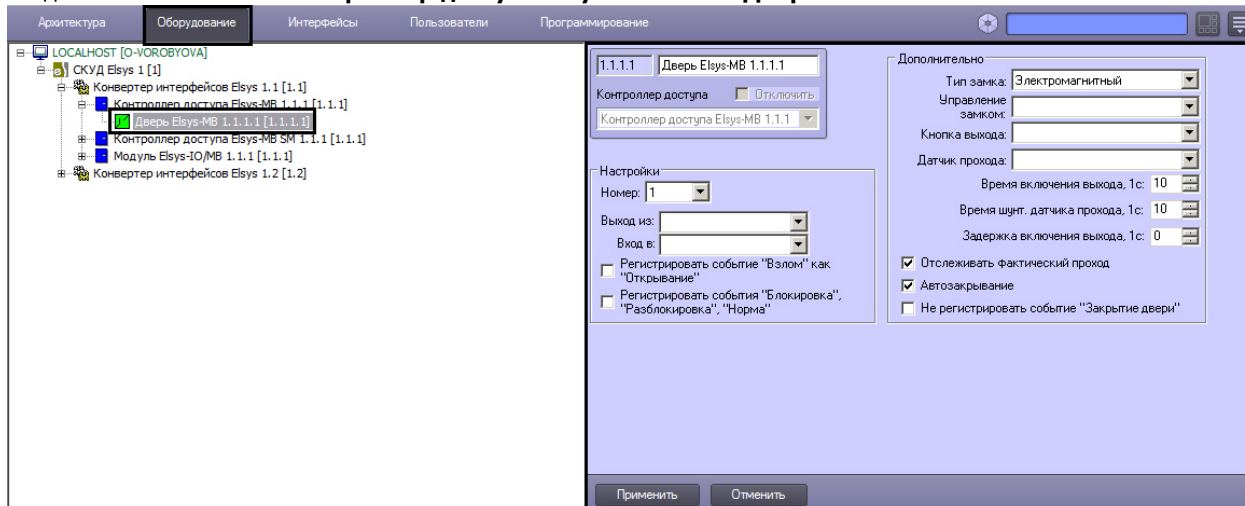 Архитектура
Оборудование
Интерфейсы
Пользователи
Программирование
LOCALHOST [O-VOROBYOVA]
СКУД Elsys 1 [1]
Конвертер интерфейсов Elsys 1.1 [1.1]
Контроллер доступа Elsys-MB 1.1.1 [1.1.1]
Дверь Elsys-MB 1.1.1.1 [1.1.1.1]
Контроллер доступа Elsys-MB SM 1.1.1 [1.1.1]
Модуль Elsys-IO/MB 1.1.1 [1.1.1]
Конвертер интерфейсов Elsys 1.2 [1.2]
1.1.1.1
Дверь Elsys-MB 1.1.1.1
Контроллер доступа
Отключить
Контроллер доступа Elsys-MB 1.1.1
Настройки
Номер: 1
Выход из:
Вход в:
Регистрировать событие "Взлом" как
"Открывание"
Регистрировать события "Блокировка",
"Разблокировка", "Норма"
Дополнительно
Тип замка: Электромагнитный
Управление
замком:
Кнопка выхода:
Датчик прохода:
Время включения выхода, 1с: 10
Время шунт. датчика прохода, 1с: 10
Задержка включения выхода, 1с: 0
Отслеживать фактический проход
Автозакрывание
Не регистрировать событие "Закрытие двери"
Применить
Отменить